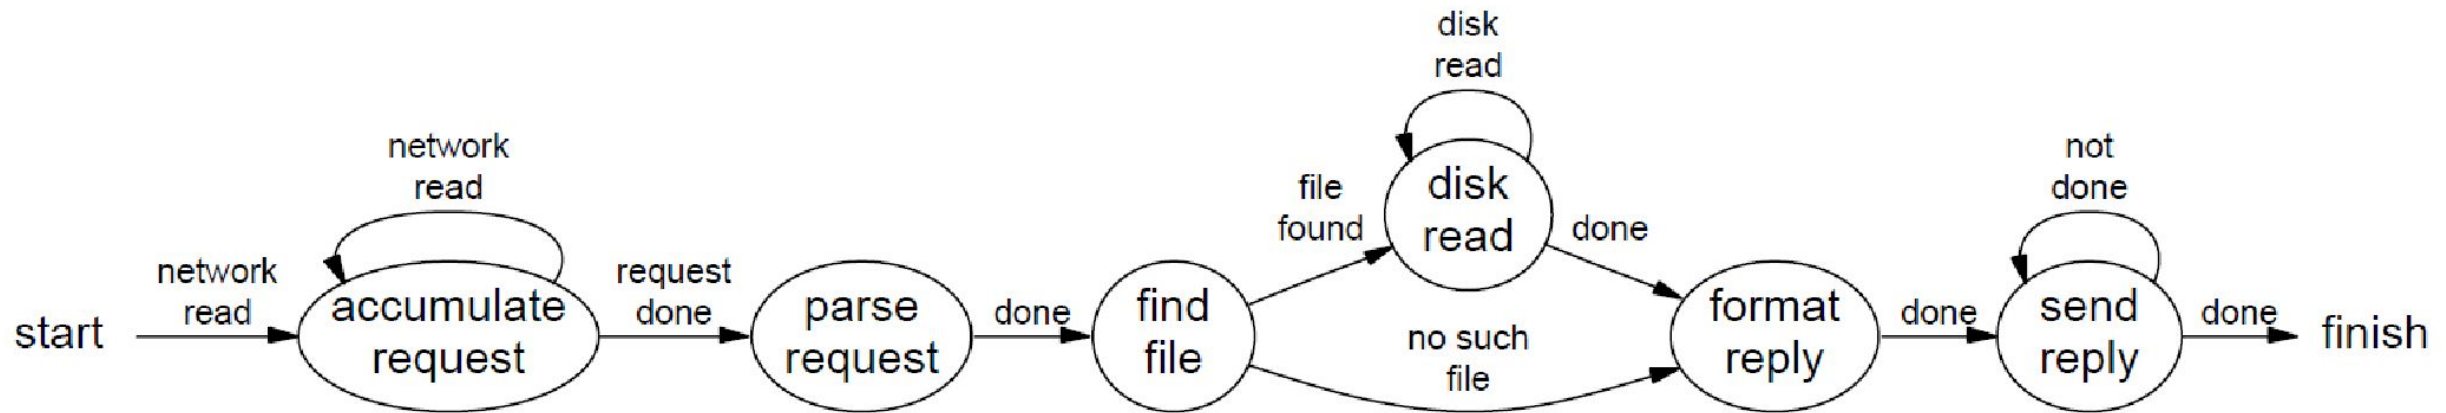 start
network
read
network
read
accumulate
request
request
done
parse
request
done
find
file
file
found
disk
read
disk
read
done
no such
file
format
reply
done
not
done
send
reply
done
finish